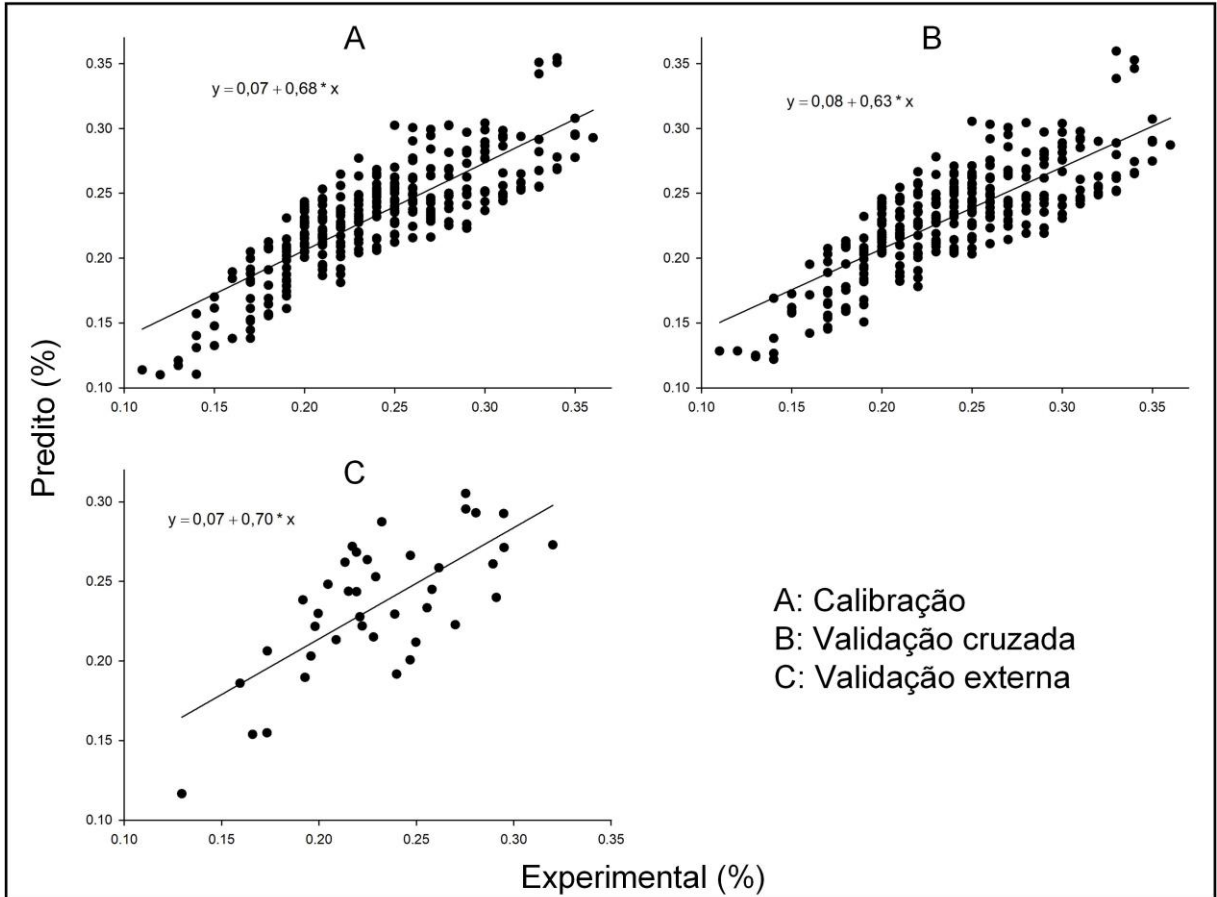 A
y = 0,07 + 0,68 * x
0.35
0.30
0.25
0.20
0.15
0.10
0.10 0.15 0.20 0.25 0.30 0.35
B
y = 0,08 + 0,63 * x
0.35
0.30
0.25
0.20
0.15
0.10
0.10 0.15 0.20 0.25 0.30 0.35
Predito (%)
C
y = 0,07 + 0,70 * x
0.30
0.25
0.20
0.15
0.10
0.10 0.15 0.20 0.25 0.30 0.35
A: Calibração
B: Validação cruzada
C: Validação externa
Experimental (%)